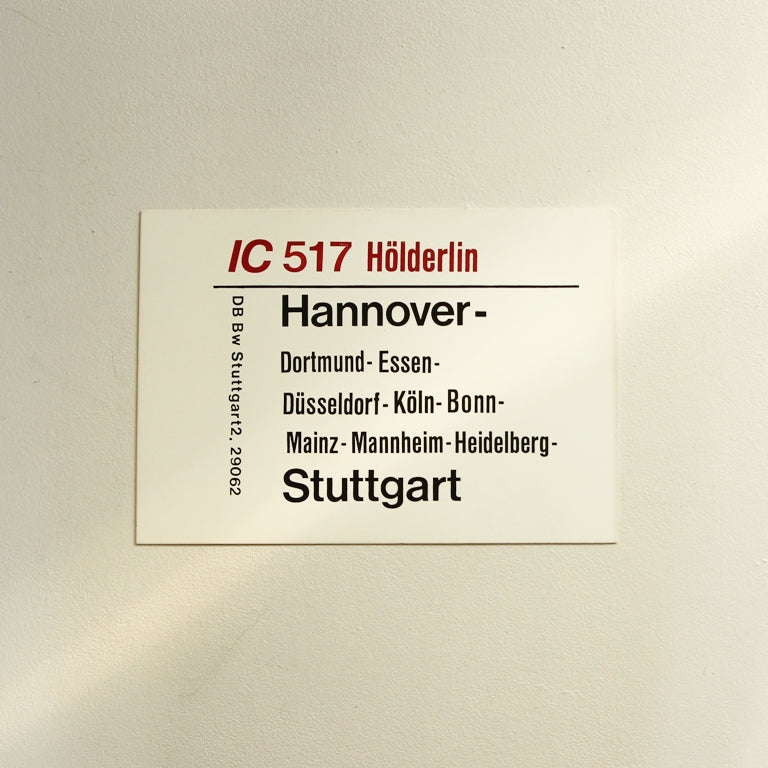 IC 517 Hölderlin
DB Bw Stuttgart2, 29062
Hannover-
Dortmund- Essen-
Düsseldorf- Köln- Bonn-
Mainz- Mannheim- Heidelberg-
Stuttgart